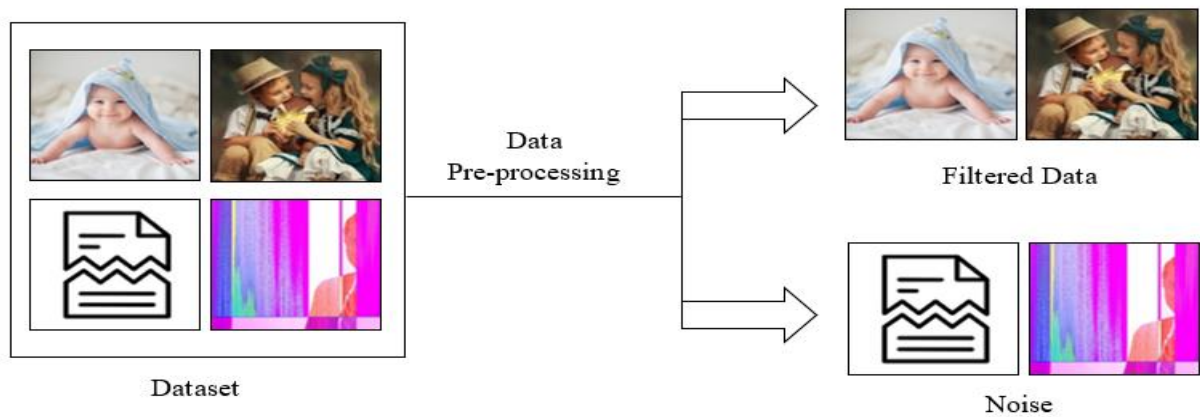 Data
Pre-processing
Filtered Data
Dataset
Noise